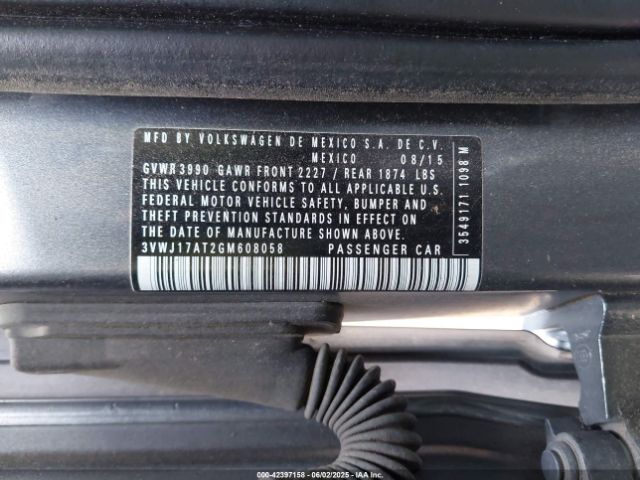 MFD BY VOLKSWAGEN DE MEXICO S.A. DE C.V.
MEXICO 08/15
GVWR 3990 GAWR FRONT 2227 / REAR 1874 LBS
THIS VEHICLE CONFORMS TO ALL APPLICABLE U.S.
FEDERAL MOTOR VEHICLE SAFETY, BUMPER AND
THEFT PREVENTION STANDARDS IN EFFECT ON
THE DATE OF MANUFACTURE SHOWN ABOVE.
3VWJ17AT2GM608058 PASSENGER CAR
3549171 1098 M
000-42397158 - 06/02/2025 - IAA Inc.